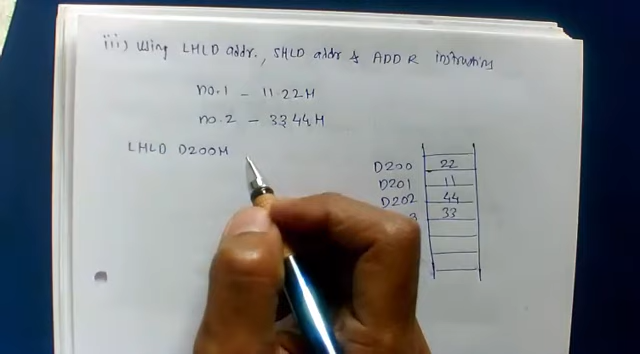 iii) Using LHLD addr., SHLD addr & ADD R instructions
no.1 – 1122H
no.2 – 3344H
LHLD D200H
D200 22
D201 11
D202 44
3 33